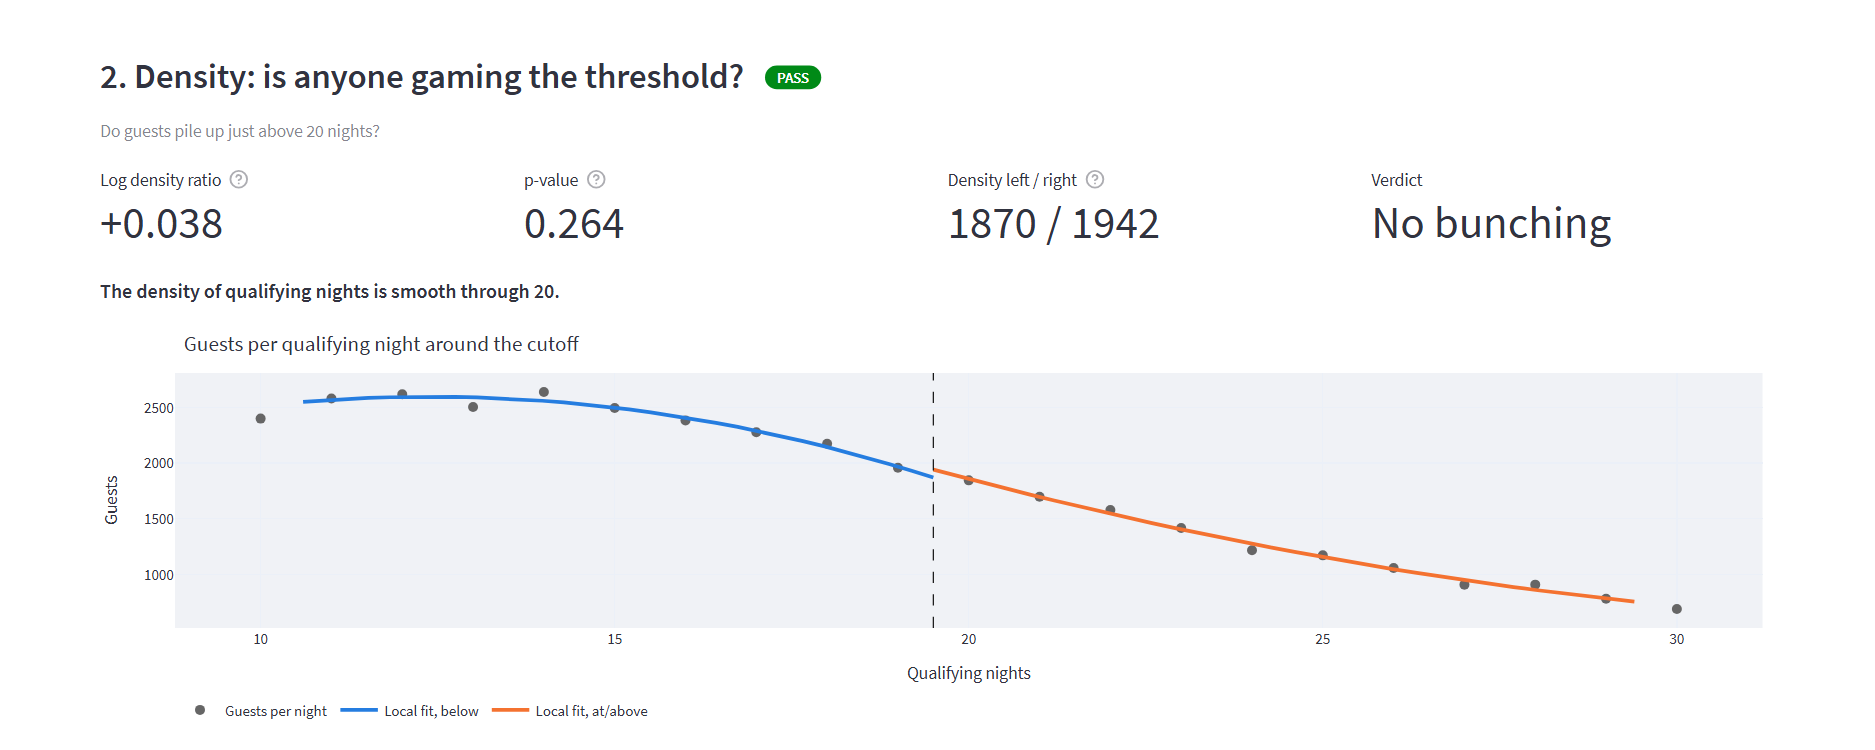 2. Density: is anyone gaming the threshold? PASS
Do guests pile up just above 20 nights?
Log density ratio ?
+0.038
p-value ?
0.264
Density left / right ?
1870 / 1942
Verdict
No bunching
The density of qualifying nights is smooth through 20.
Guests per qualifying night around the cutoff
Guests
2500
2000
1500
1000
10 15 20 25 30
Qualifying nights
Guests per night Local fit, below Local fit, at/above